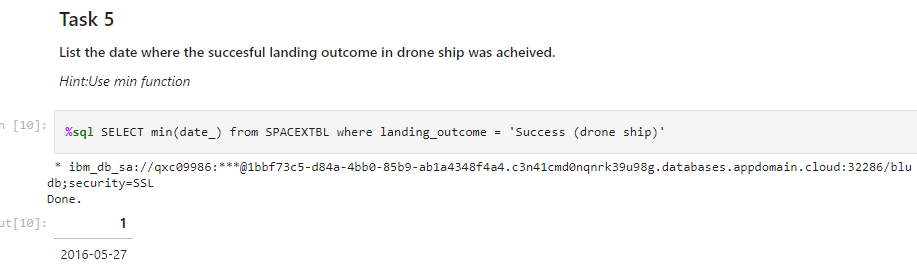 Task 5
List the date where the succesful landing outcome in drone ship was acheived.
Hint:Use min function
n [10]: %sql SELECT min(date_) from SPACEXTBL where landing_outcome = 'Success (drone ship)'
* ibm_db_sa://qxc09986:***@1bbf73c5-d84a-4bb0-85b9-ab1a4348f4a4.c3n41cmd0nqnrk39u98g.databases.appdomain.cloud:32286/blu
db;security=SSL
Done.
ut[10]: 1
2016-05-27